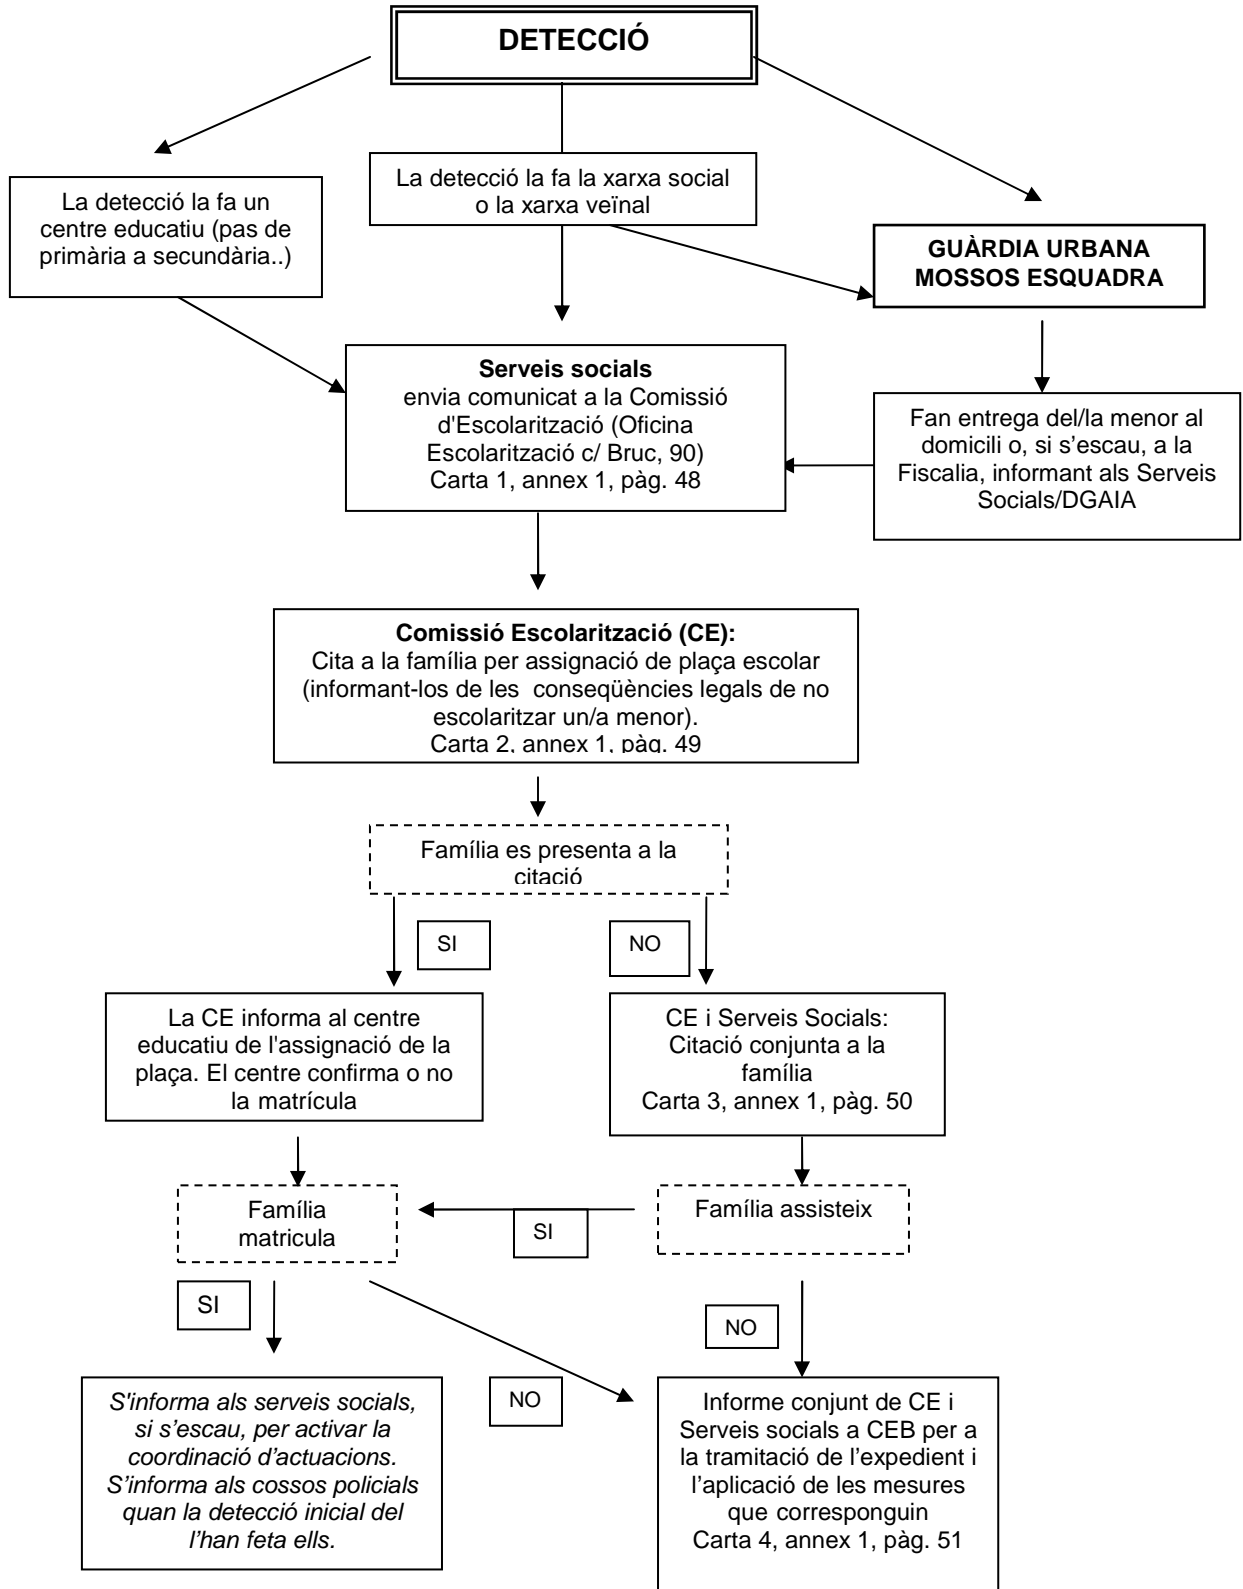 DETECCIÓ
La detecció la fa un
centre educatiu (pas de
primària a secundària..)
La detecció la fa la xarxa social
o la xarxa veïnal
GUÀRDIA URBANA
MOSSOS ESQUADRA
Serveis socials
envia comunicat a la Comissió
d'Escolarització (Oficina
Escolarització c/ Bruc, 90)
Carta 1, annex 1, pàg. 48
Fan entrega del/la menor al
domicili o, si s’escau, a la
Fiscalia, informant als Serveis
Socials/DGAIA
Comissió Escolarització (CE):
Cita a la família per assignació de plaça escolar
(informant-los de les conseqüències legals de no
escolaritzar un/a menor).
Carta 2, annex 1, pàg. 49
Família es presenta a la
citació
SI
NO
La CE informa al centre
educatiu de l'assignació de la
plaça. El centre confirma o no
la matrícula
CE i Serveis Socials:
Citació conjunta a la
família
Carta 3, annex 1, pàg. 50
Família
matricula
SI
Família assisteix
SI
NO
NO
S'informa als serveis socials,
si s’escau, per activar la
coordinació d’actuacions.
S’informa als cossos policials
quan la detecció inicial del
l’han feta ells.
Informe conjunt de CE i
Serveis socials a CEB per a
la tramitació de l’expedient i
l’aplicació de les mesures
que corresponguin
Carta 4, annex 1, pàg. 51